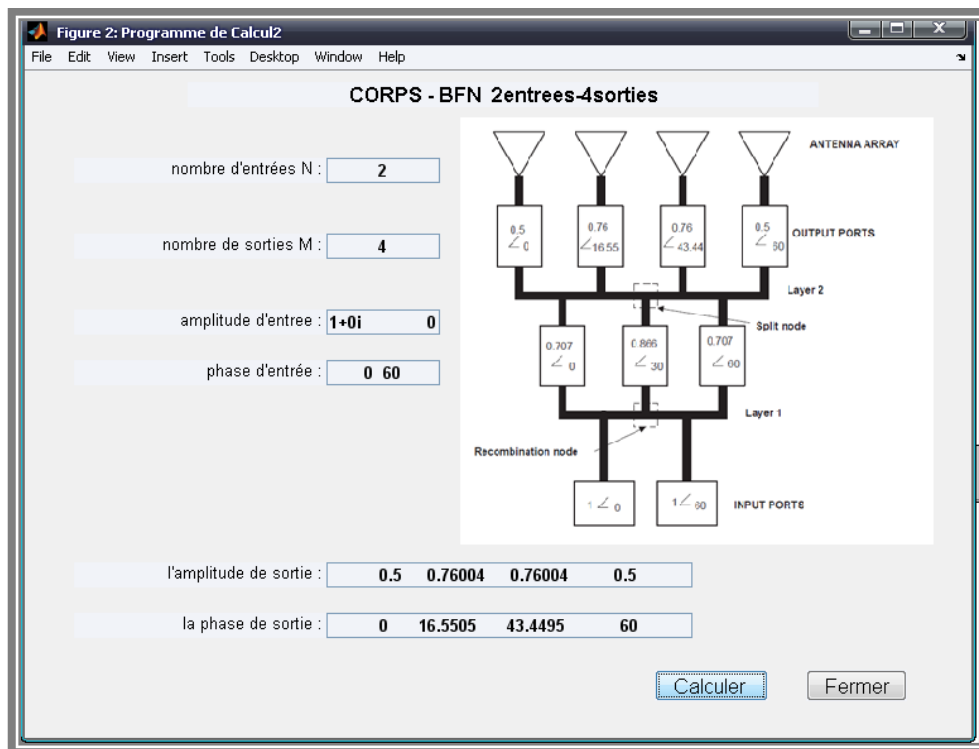 Figure 2: Programme de Calcul2
File Edit View Insert Tools Desktop Window Help
CORPS - BFN 2entrees-4sorties
nombre d'entrées N : 2
nombre de sorties M : 4
amplitude d'entree : 1+0i 0
phase d'entrée : 0 60
ANTENNA ARRAY
0.5 ∠ 0
0.76 ∠ 16.55
0.76 ∠ 43.44
0.5 ∠ 60
OUTPUT PORTS
Layer 2
Split node
0.707 ∠ 0
0.866 ∠ 30
0.707 ∠ 60
Layer 1
Recombination node
1 ∠ 0
1 ∠ 60
INPUT PORTS
l'amplitude de sortie : 0.5 0.76004 0.76004 0.5
la phase de sortie : 0 16.5505 43.4495 60
Calculer
Fermer